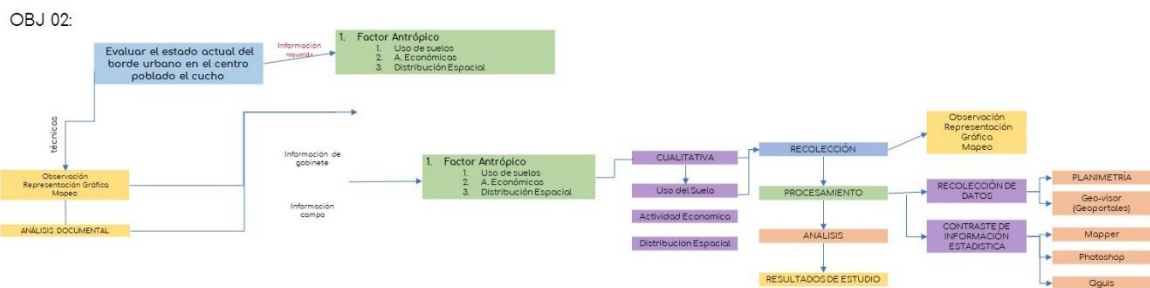 OBJ 02:
Evaluar el estado actual del
borde urbano en el centro
poblado el cucho
Información
requerida
1. Factor Antrópico
1. Uso de suelos
2. A. Económicas
3. Distribución Espacial
técnicas
Observación
Representación Gráfica
Mapeo
ANÁLISIS DOCUMENTAL
Información de
gabinete
Información
campo
1. Factor Antrópico
1. Uso de suelos
2. A. Económicas
3. Distribución Espacial
CUALITATIVA
Uso del Suelo
Actividad Economica
Distribucion Espacial
RECOLECCIÓN
PROCESAMIENTO
ANALISIS
RESULTADOS DE ESTUDIO
Observación
Representación
Gráfica
Mapeo
RECOLECCIÓN DE
DATOS
CONTRASTE DE
INFORMACIÓN
ESTADISTICA
PLANIMETRÍA
Geo-visor
(Geoportales)
Mapper
Photoshop
Qguis